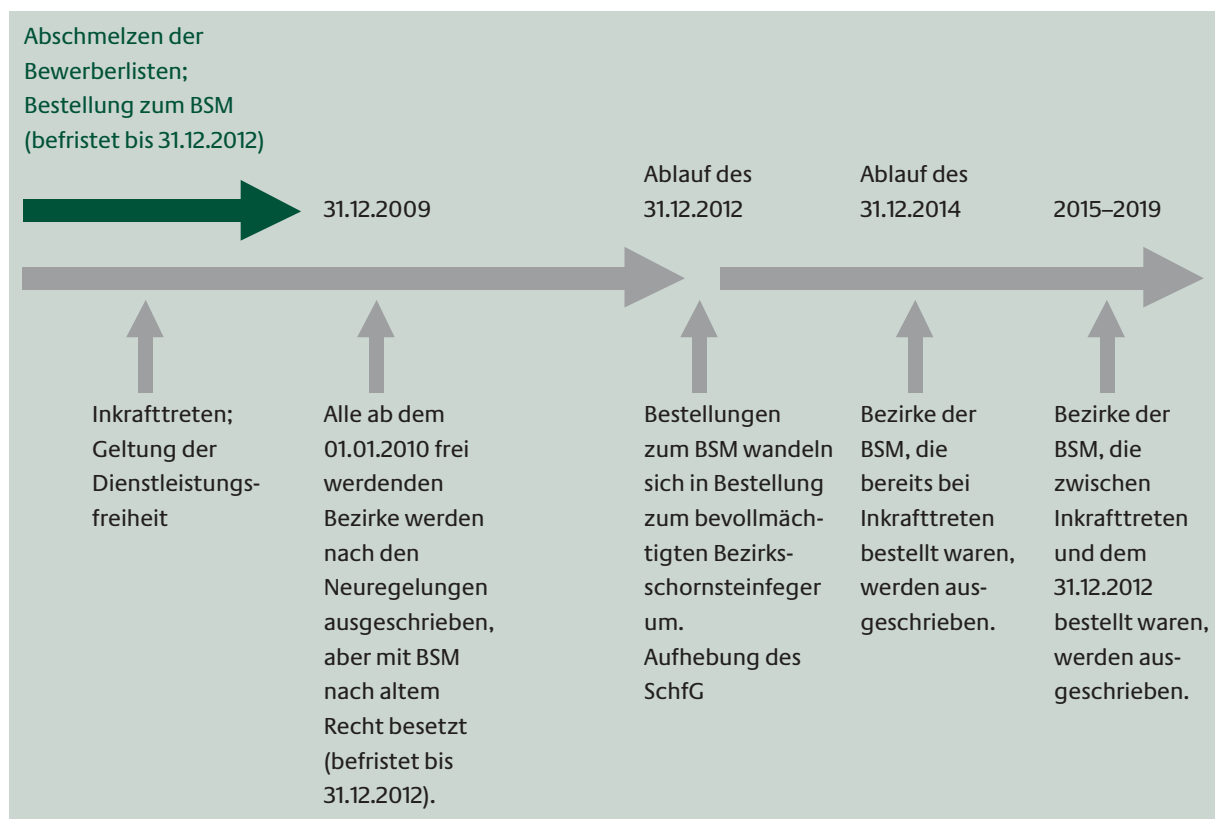 Abschmelzen der
Bewerberlisten;
Bestellung zum BSM
(befristet bis 31.12.2012)
31.12.2009
Ablauf des
31.12.2012
Ablauf des
31.12.2014
2015–2019
Inkrafttreten;
Geltung der
Dienstleistungs-
freiheit
Alle ab dem
01.01.2010 frei
werdenden
Bezirke werden
nach den
Neuregelungen
ausgeschrieben,
aber mit BSM
nach altem
Recht besetzt
(befristet bis
31.12.2012).
Bestellungen
zum BSM wandeln
sich in Bestellung
zum bevollmäch-
tigten Bezirks-
schornsteinfeger
um.
Aufhebung des
SchfG
Bezirke der
BSM, die
bereits bei
Inkrafttreten
bestellt waren,
werden aus-
geschrieben.
Bezirke der
BSM, die
zwischen
Inkrafttreten
und dem
31.12.2012
bestellt waren,
werden aus-
geschrieben.